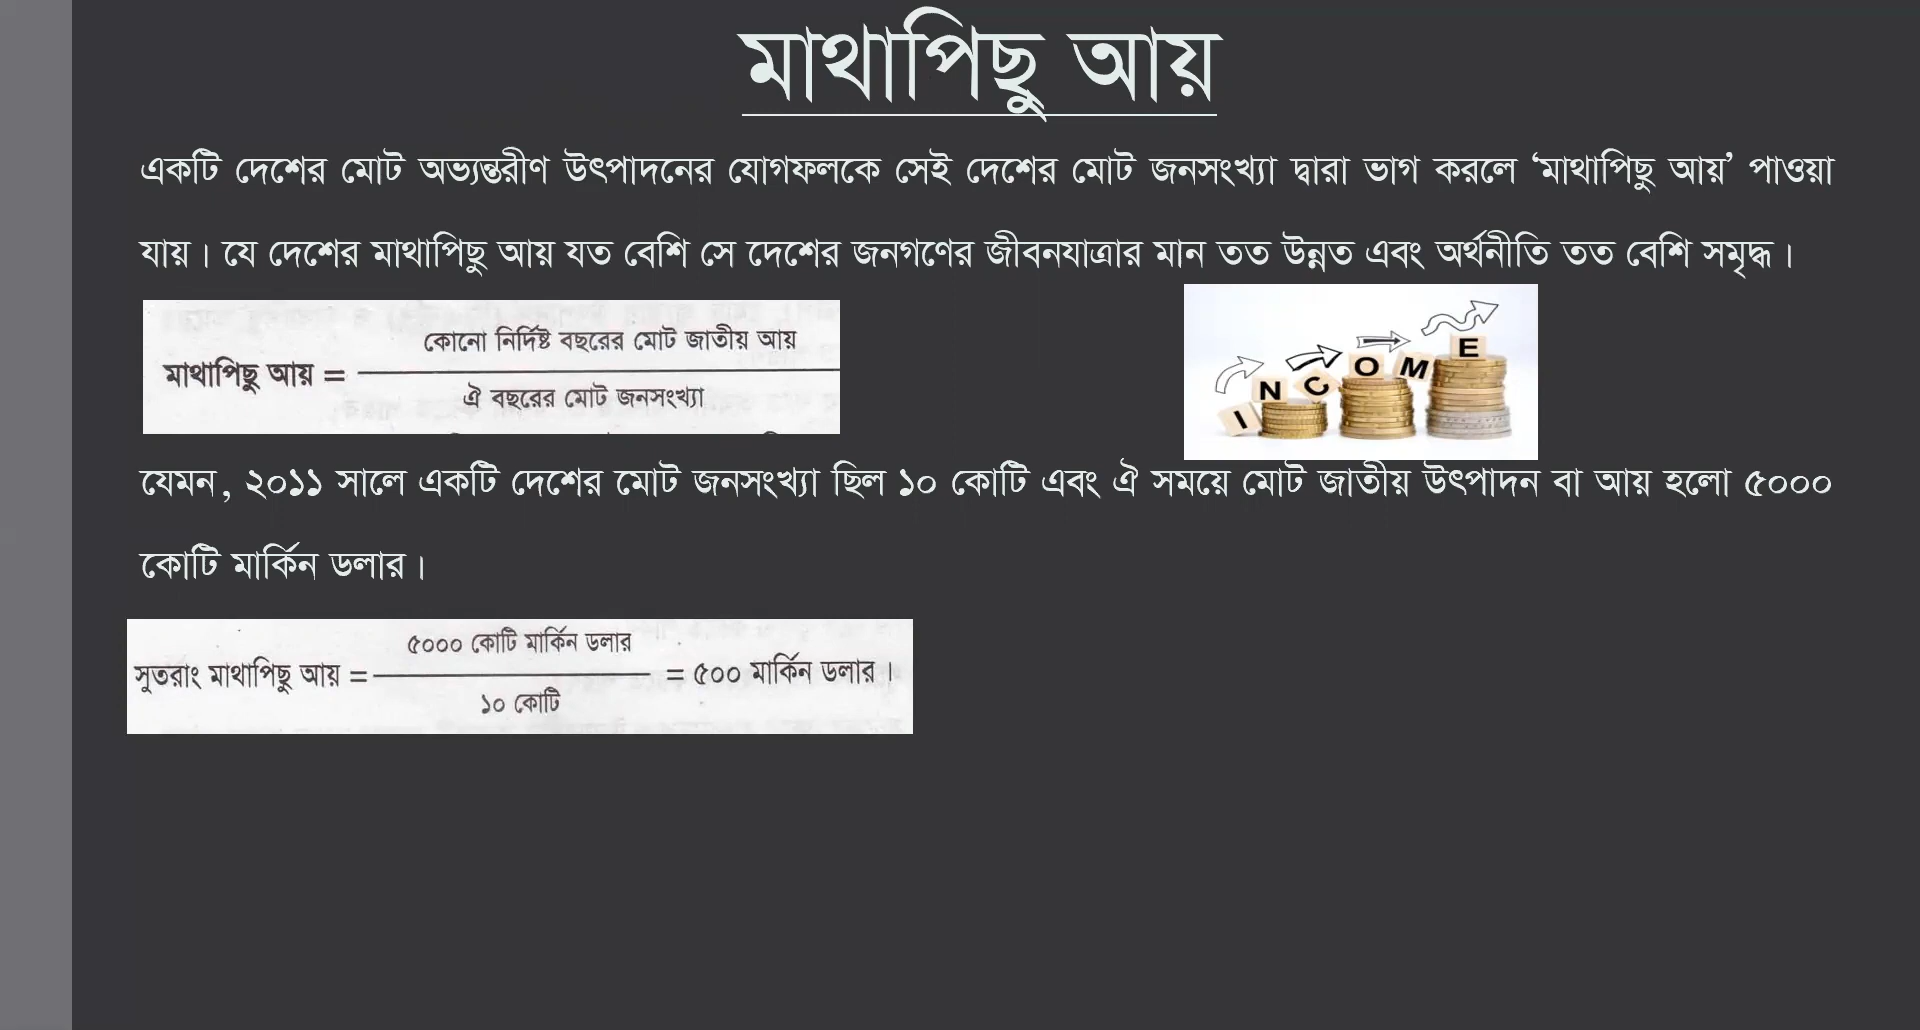 মাথাপিছু আয়
একটি দেশের মোট অভ্যন্তরীণ উৎপাদনের যোগফলকে সেই দেশের মোট জনসংখ্যা দ্বারা ভাগ করলে ‘মাথাপিছু আয়’ পাওয়া
যায়। যে দেশের মাথাপিছু আয় যত বেশি সে দেশের জনগণের জীবনযাত্রার মান তত উন্নত এবং অর্থনীতি তত বেশি সমৃদ্ধ।
কোনো নির্দিষ্ট বছরের মোট জাতীয় আয়
মাথাপিছু আয় =
ঐ বছরের মোট জনসংখ্যা
INCOME
যেমন, ২০১১ সালে একটি দেশের মোট জনসংখ্যা ছিল ১০ কোটি এবং ঐ সময়ে মোট জাতীয় উৎপাদন বা আয় হলো ৫০০০
কোটি মার্কিন ডলার।
৫০০০ কোটি মার্কিন ডলার
সুতরাং মাথাপিছু আয় = = ৫০০ মার্কিন ডলার।
১০ কোটি